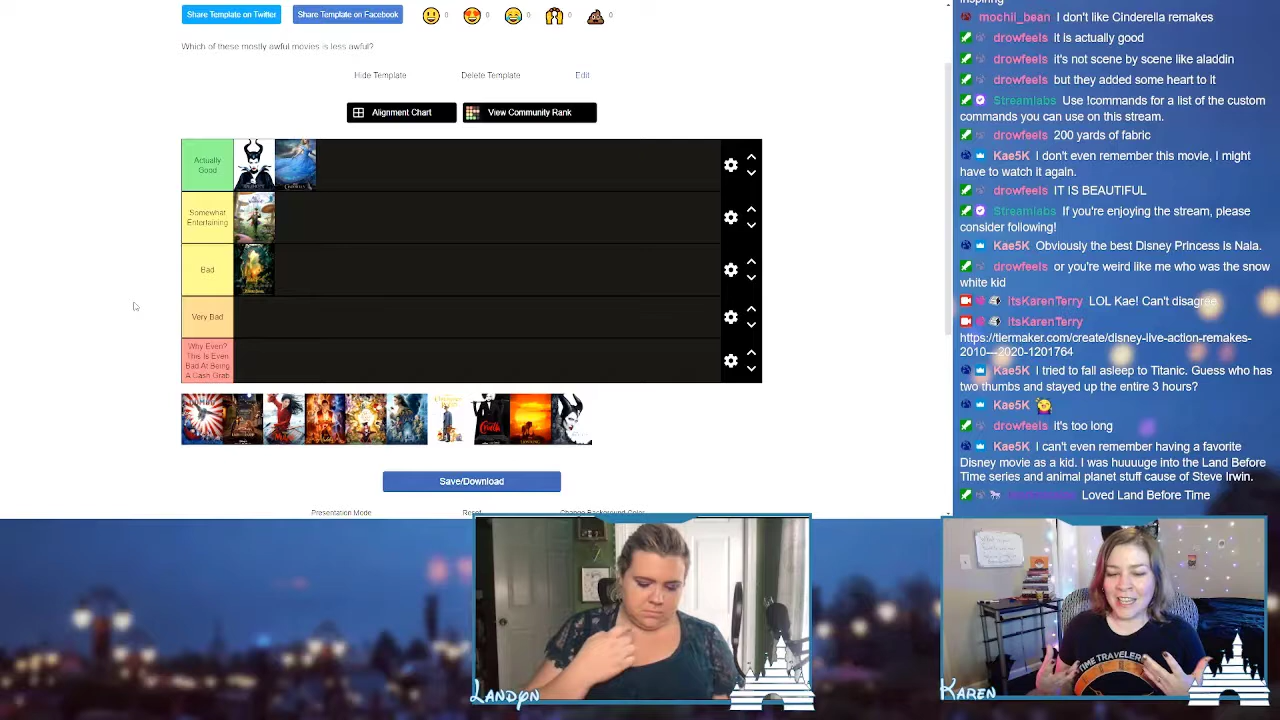 Share Template on Twitter
Share Template on Facebook
0
0
0
0
0
Which of these mostly awful movies is less awful?
Hide Template
Delete Template
Edit
Alignment Chart
View Community Rank
Actually
Good
Somewhat
Entertaining
Bad
Very Bad
Why Even?
This Is Even
Bad At Being
A Cash Grab
Save/Download
Presentation Mode
Reset
Change Background Color
mochii_bean I don't like Cinderella remakes
drowfeels It is actually good
drowfeels it's not scene by scene like aladdin
drowfeels but they added some heart to it
Streamlabs Use !commands for a list of the custom
commands you can use on this stream.
drowfeels 200 yards of fabric
Kae5K I don't even remember this movie, I might
have to watch it again.
drowfeels IT IS BEAUTIFUL
Streamlabs If you're enjoying the stream, please
consider following!
Kae5K Obviously the best Disney Princess is Nala.
drowfeels or you're weird like me who was the snow
white kid
ItsKarenTerry LOL Kae! Can't disagree
ItsKarenTerry
https://tiermaker.com/create/disney-live-action-remakes-
2010---2020-1201764
Kae5K I tried to fall asleep to Titanic. Guess who has
two thumbs and stayed up the entire 3 hours?
Kae5K
drowfeels it's too long
Kae5K I can't even remember having a favorite
Disney movie as a kid. I was huuuuge into the Land Before
Time series and animal planet stuff cause of Steve Irwin.
Loved Land Before Time
TIME TRAVELER
Landyn
Karen